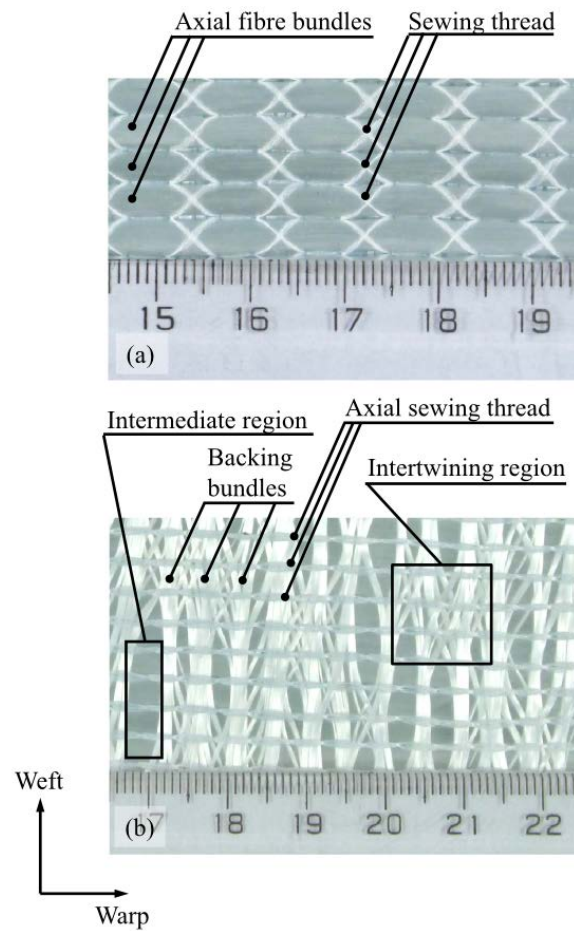 Axial fibre bundles
Sewing thread
15 16 17 18 19
(a)
Axial sewing thread
Intermediate region
Backing
bundles
Intertwining region
17 18 19 20 21 22
(b)
Weft
Warp